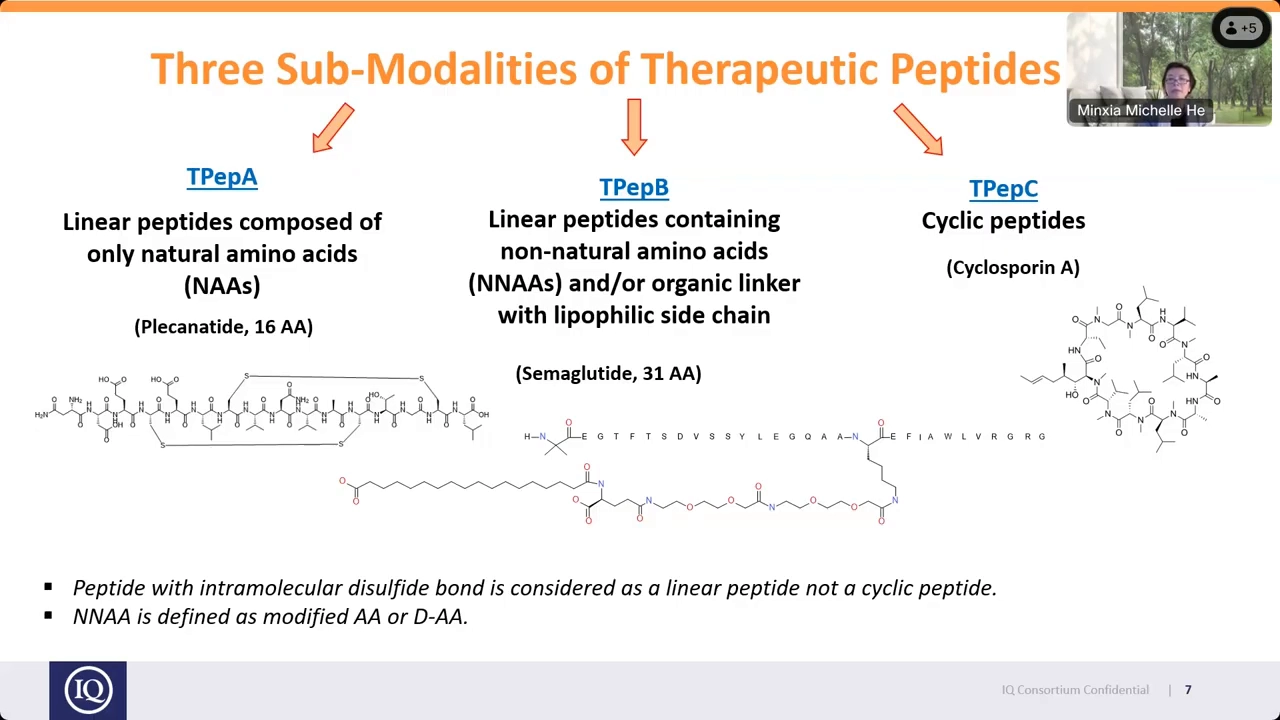 Three Sub-Modalities of Therapeutic Peptides
+5
Minxia Michelle He
TPepA
Linear peptides composed of
only natural amino acids
(NAAs)
(Plecanatide, 16 AA)
TPepB
Linear peptides containing
non-natural amino acids
(NNAAs) and/or organic linker
with lipophilic side chain
(Semaglutide, 31 AA)
TPepC
Cyclic peptides
(Cyclosporin A)
H N O E G T F T S D V S S Y L E G Q A A N O E F I A W L V R G R G
▪ Peptide with intramolecular disulfide bond is considered as a linear peptide not a cyclic peptide.
▪ NNAA is defined as modified AA or D-AA.
IQ
IQ Consortium Confidential | 7